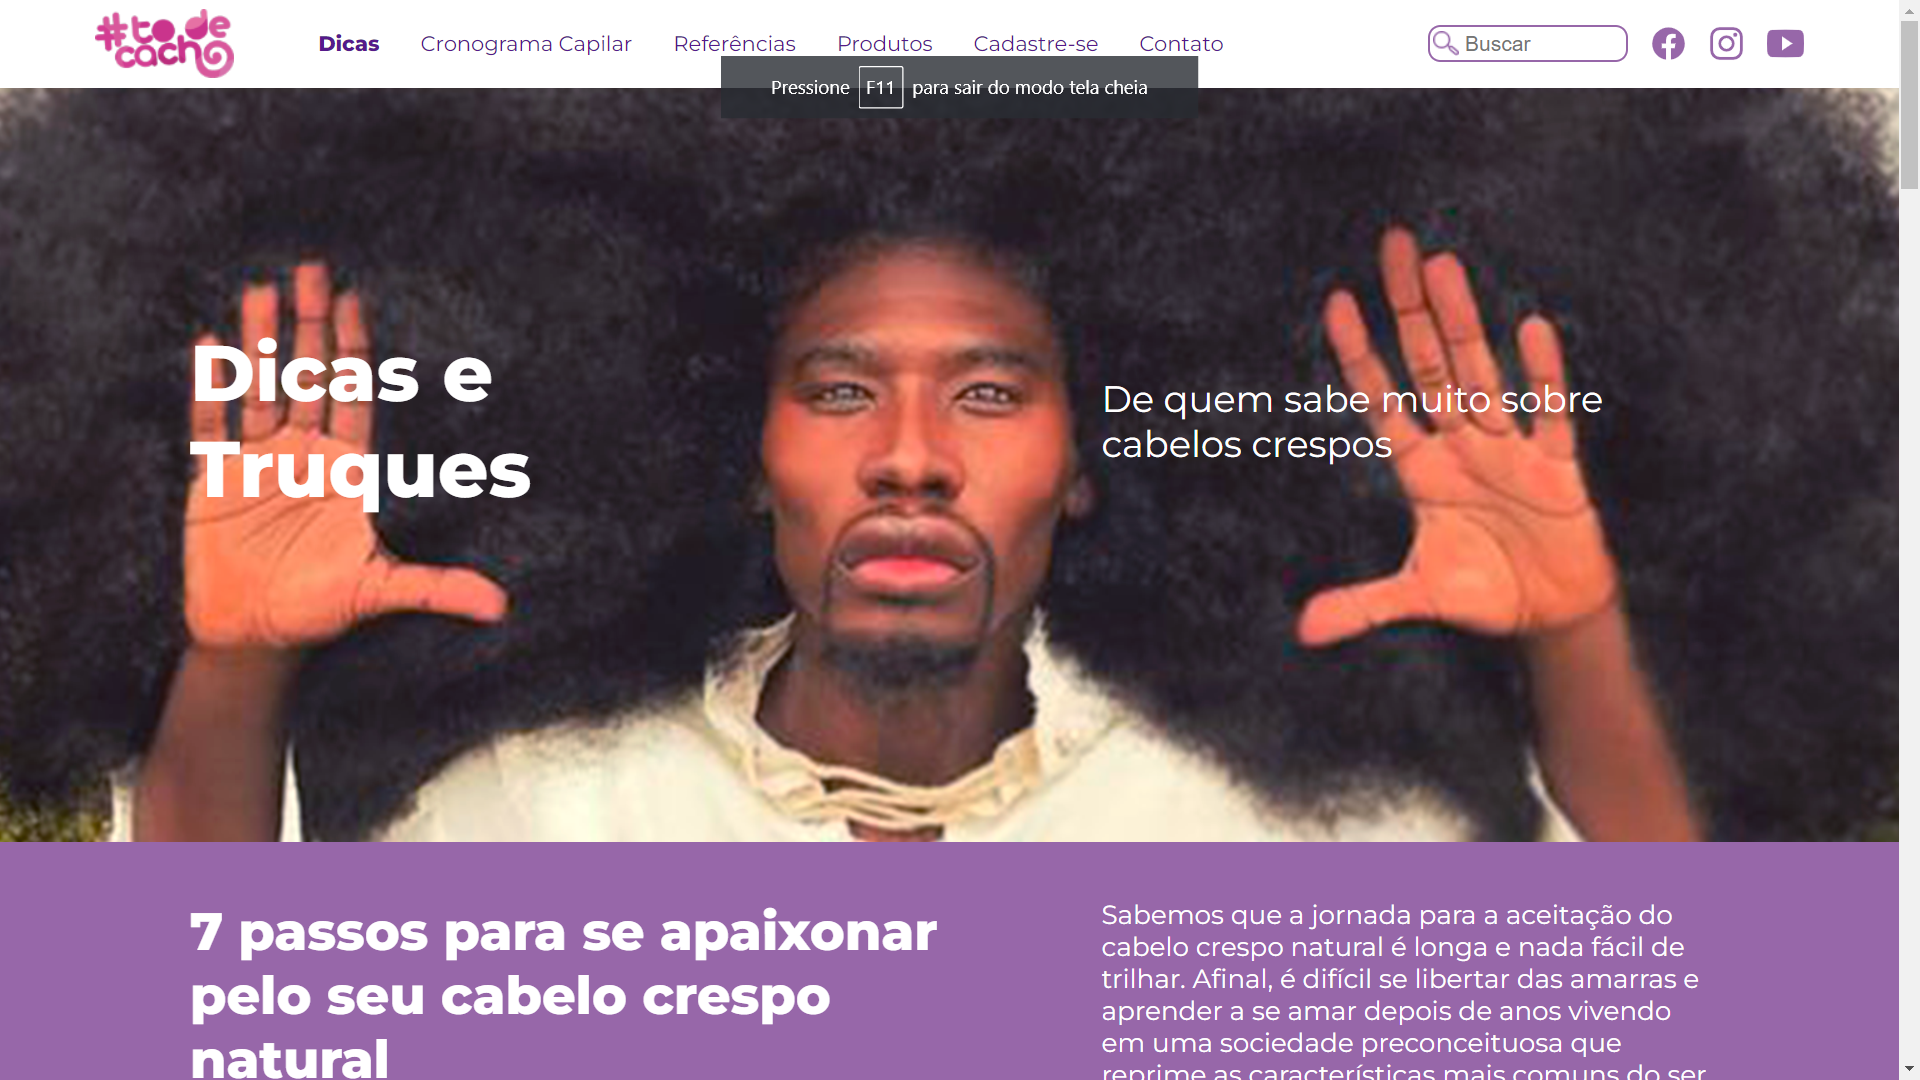 #todecacho
Dicas
Cronograma Capilar
Referências
Produtos
Cadastre-se
Contato
Buscar
Pressione F11 para sair do modo tela cheia
Dicas e
Truques
De quem sabe muito sobre
cabelos crespos
7 passos para se apaixonar
pelo seu cabelo crespo
natural
Sabemos que a jornada para a aceitação do
cabelo crespo natural é longa e nada fácil de
trilhar. Afinal, é difícil se libertar das amarras e
aprender a se amar depois de anos vivendo
em uma sociedade preconceituosa que
reprime as características mais comuns do ser